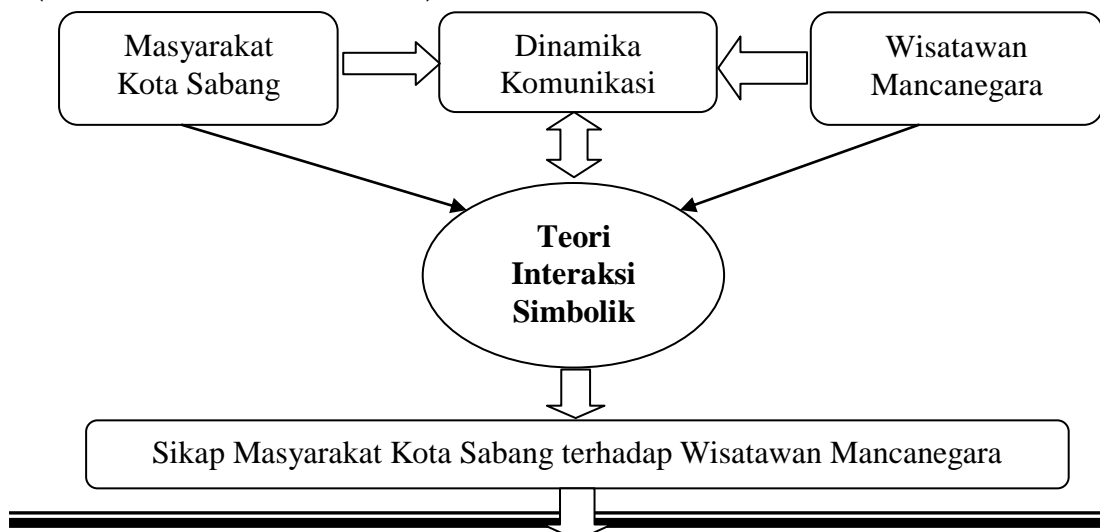 Masyarakat
Kota Sabang
Dinamika
Komunikasi
Wisatawan
Mancanegara
Teori
Interaksi
Simbolik
Sikap Masyarakat Kota Sabang terhadap Wisatawan Mancanegara